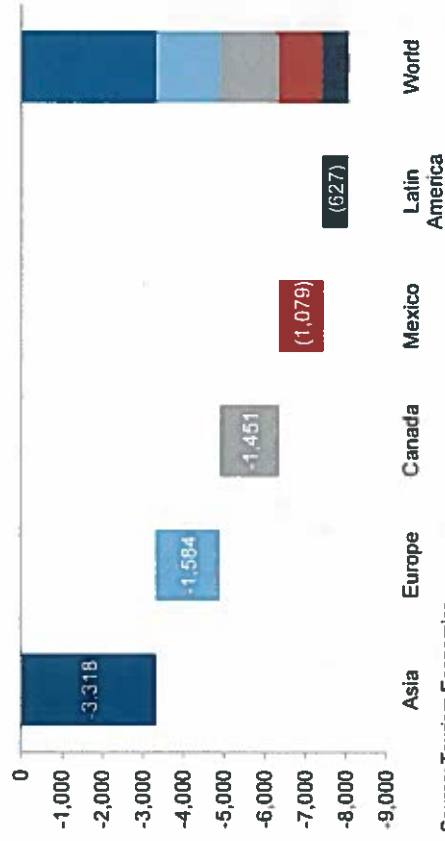 0
-1,000
-2,000
-3,000
-4,000
-5,000
-6,000
-7,000
-8,000
-9,000
-3,318
-1,584
-1,451
(1,079)
(627)
Asia
Europe
Canada
Mexico
Latin
America
World